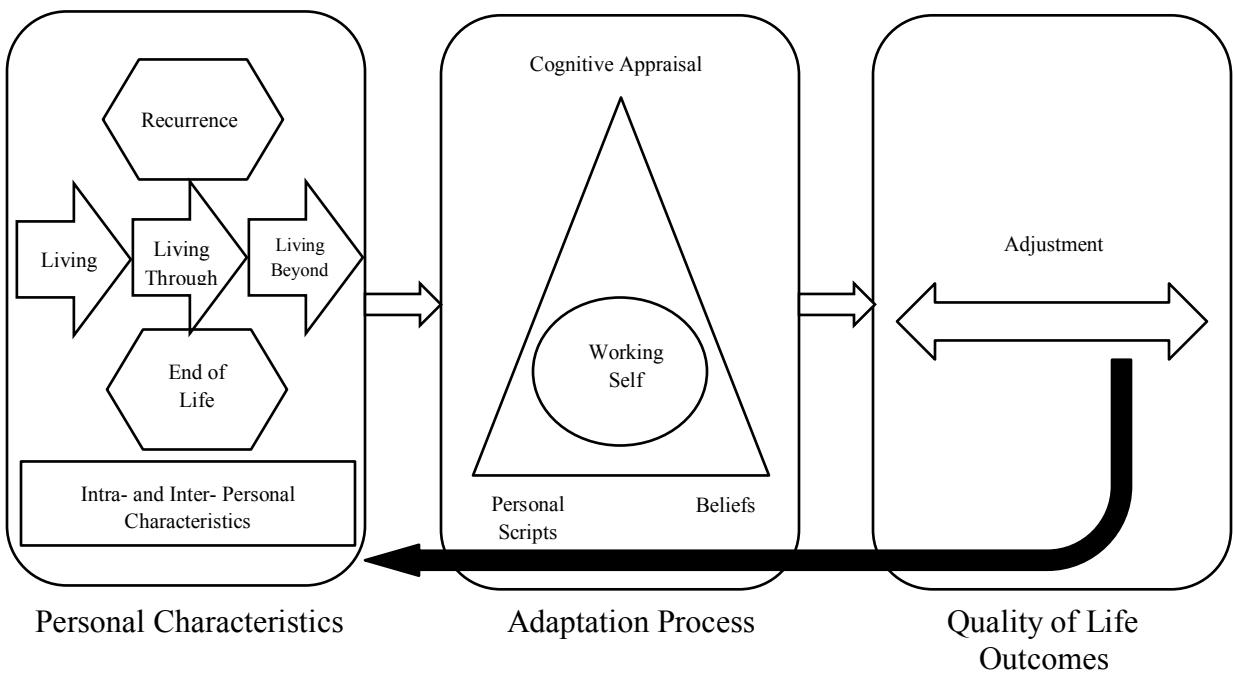 Recurrence
Living
Living
Through
Living
Beyond
End of
Life
Intra- and Inter- Personal
Characteristics
Personal Characteristics
Cognitive Appraisal
Working
Self
Personal
Scripts
Beliefs
Adaptation Process
Adjustment
Quality of Life
Outcomes